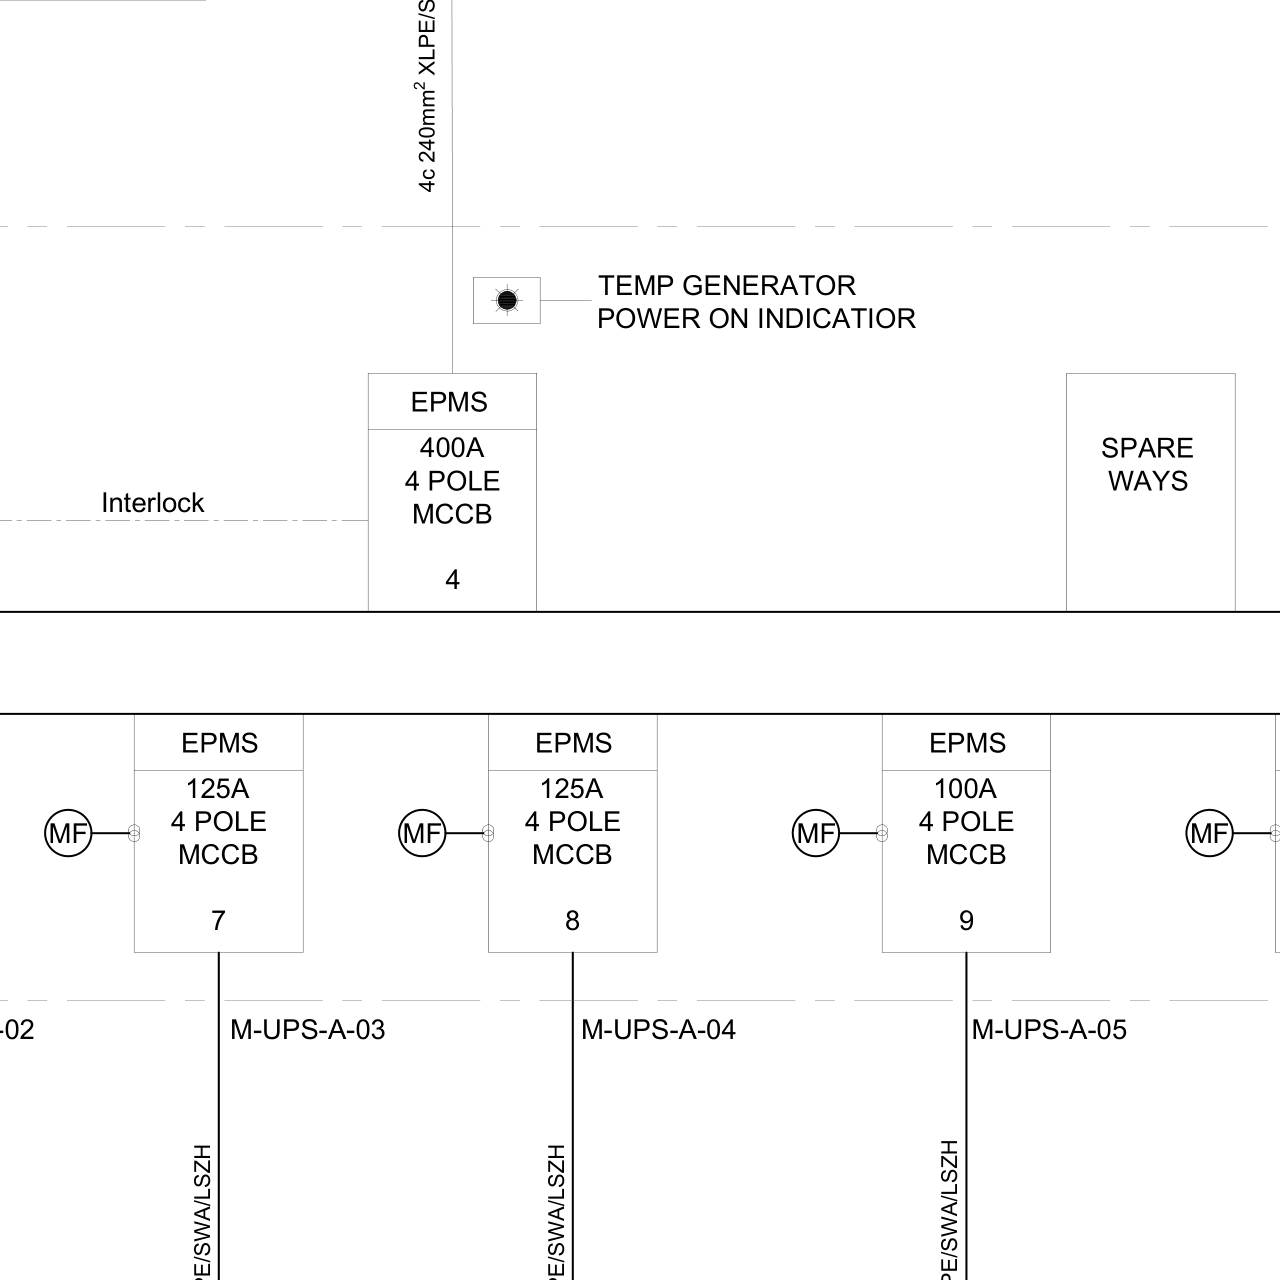 4c 240mm² XLPE/S
TEMP GENERATOR
POWER ON INDICATIOR
EPMS
400A
4 POLE
MCCB
4
Interlock
SPARE
WAYS
EPMS
125A
4 POLE
MCCB
7
MF
EPMS
125A
4 POLE
MCCB
8
MF
EPMS
100A
4 POLE
MCCB
9
MF
MF
-02
M-UPS-A-03
M-UPS-A-04
M-UPS-A-05
PE/SWA/LSZH
PE/SWA/LSZH
PE/SWA/LSZH